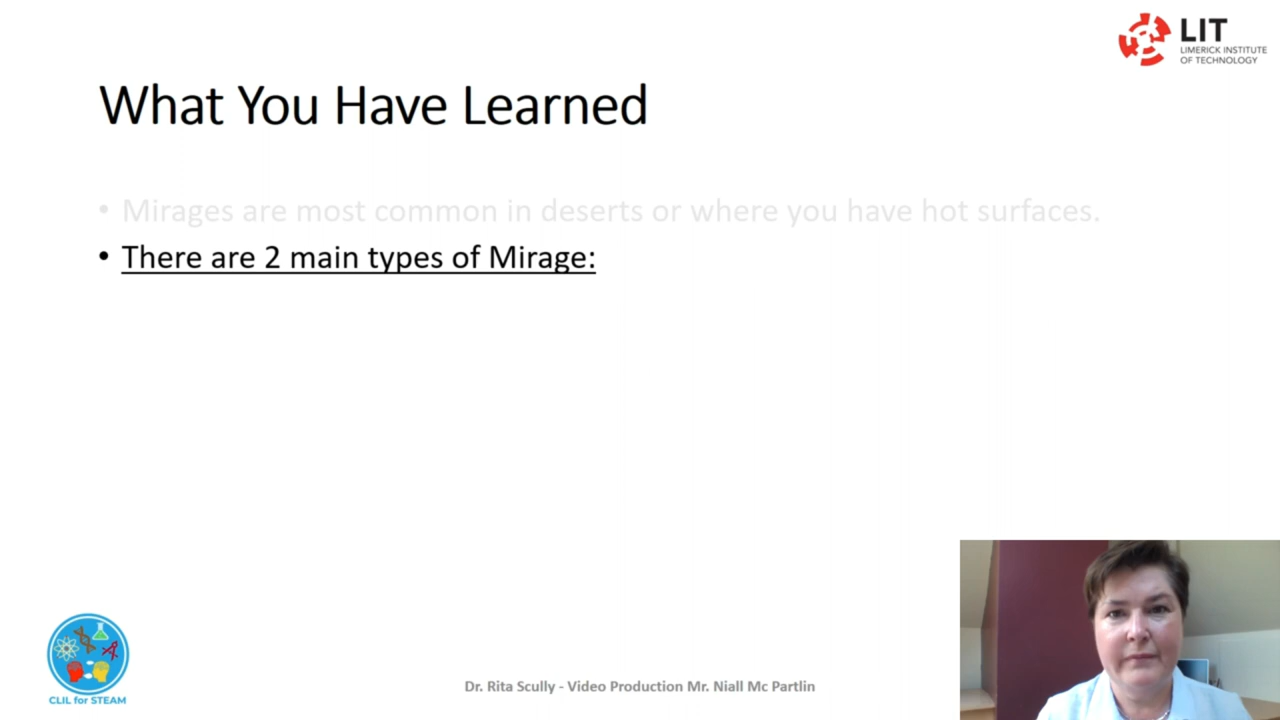 LIT
LIMERICK INSTITUTE
OF TECHNOLOGY
What You Have Learned
• Mirages are most common in deserts or where you have hot surfaces.
• There are 2 main types of Mirage:
CLIL for STEAM
Dr. Rita Scully - Video Production Mr. Niall Mc Partlin